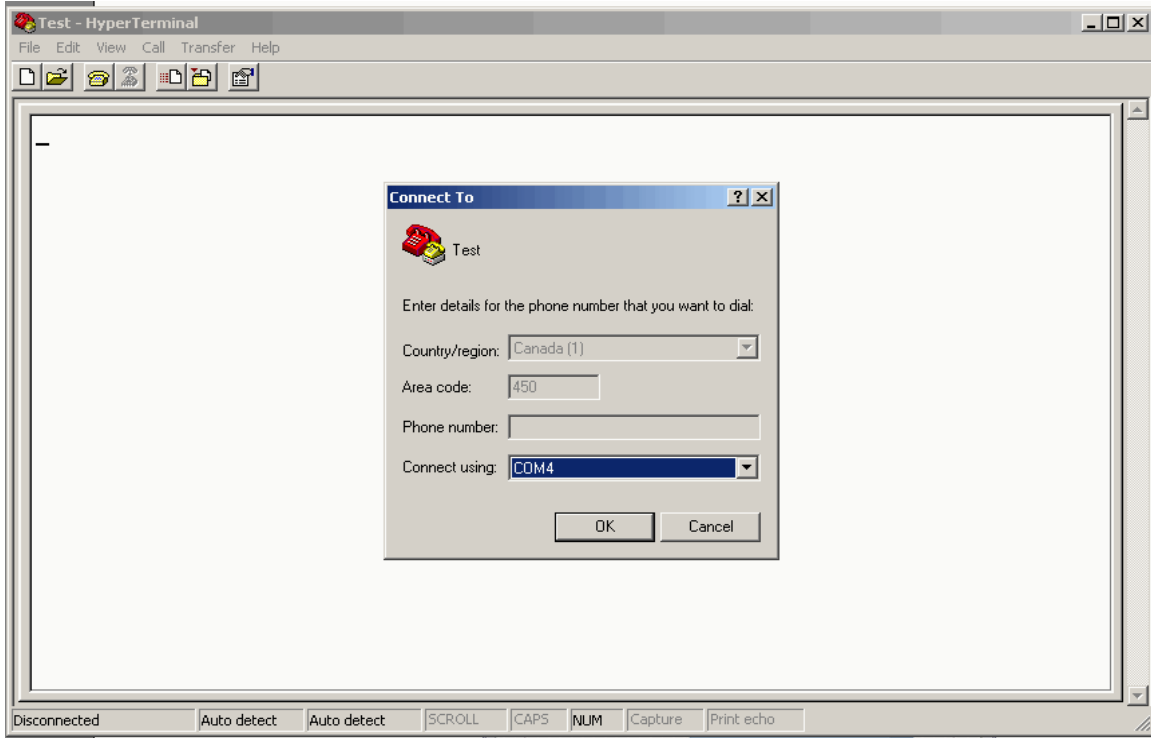 Test - HyperTerminal
File Edit View Call Transfer Help
Connect To
Test
Enter details for the phone number that you want to dial:
Country/region: Canada (1)
Area code: 450
Phone number:
Connect using: COM4
OK Cancel
Disconnected Auto detect Auto detect SCROLL CAPS NUM Capture Print echo